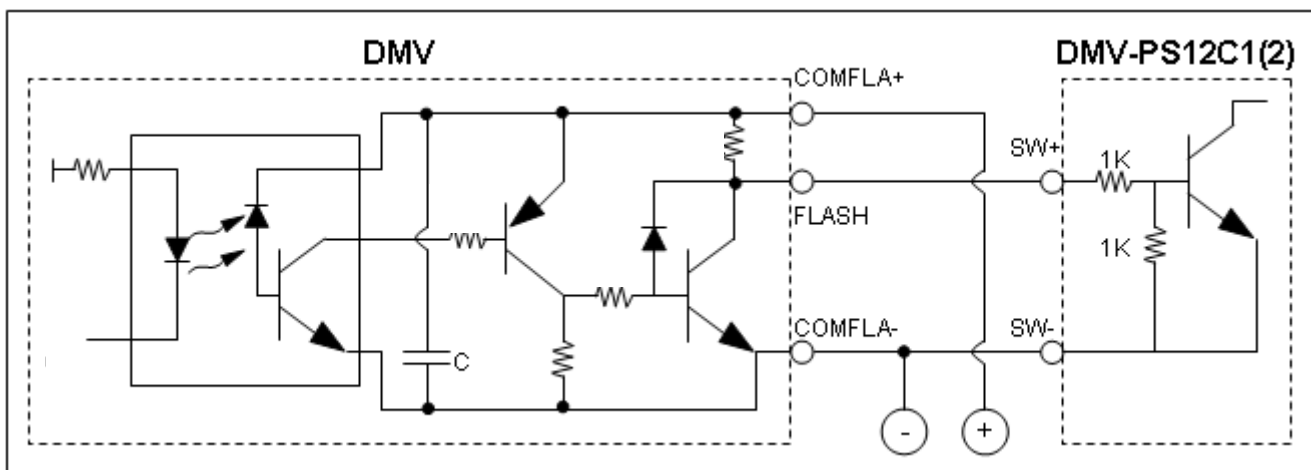 DMV
DMV-PS12C1(2)
COMFLA+
SW+
1K
FLASH
1K
COMFLA-
SW-
C
-
+